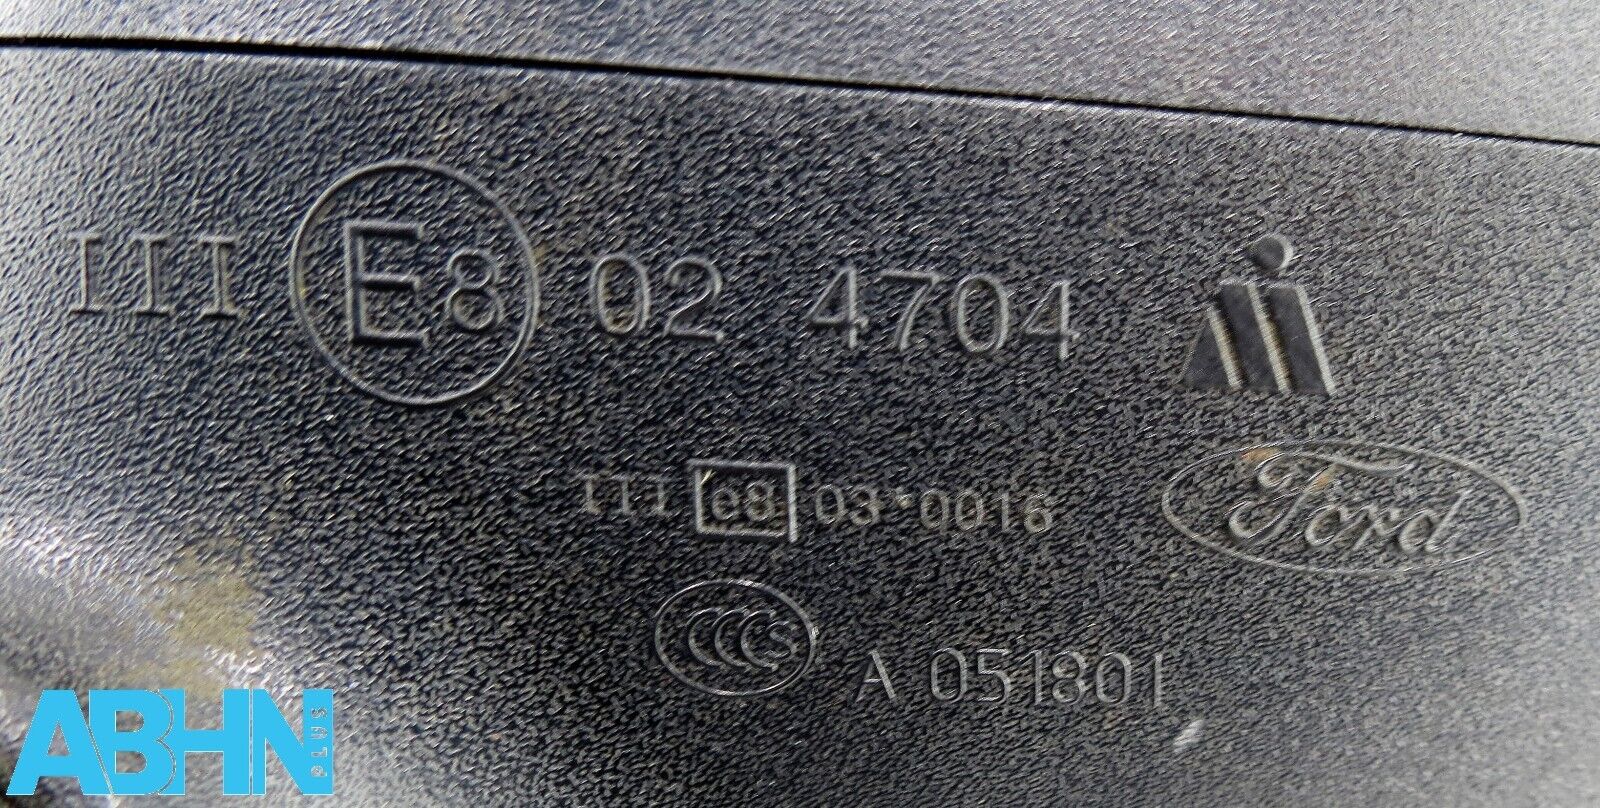 III E8 02 4704
III e8 03·0016
Ford
CCCS A 051801
ABHN PLUS